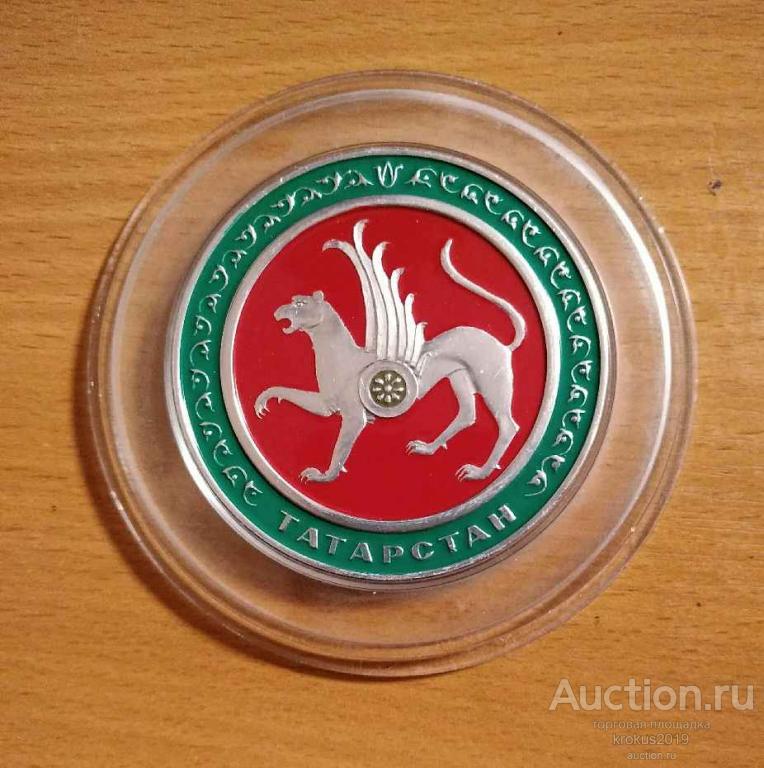 ТАТАРСТАН
Auction.ru
торговая площадка
krokus2019
auction.ru